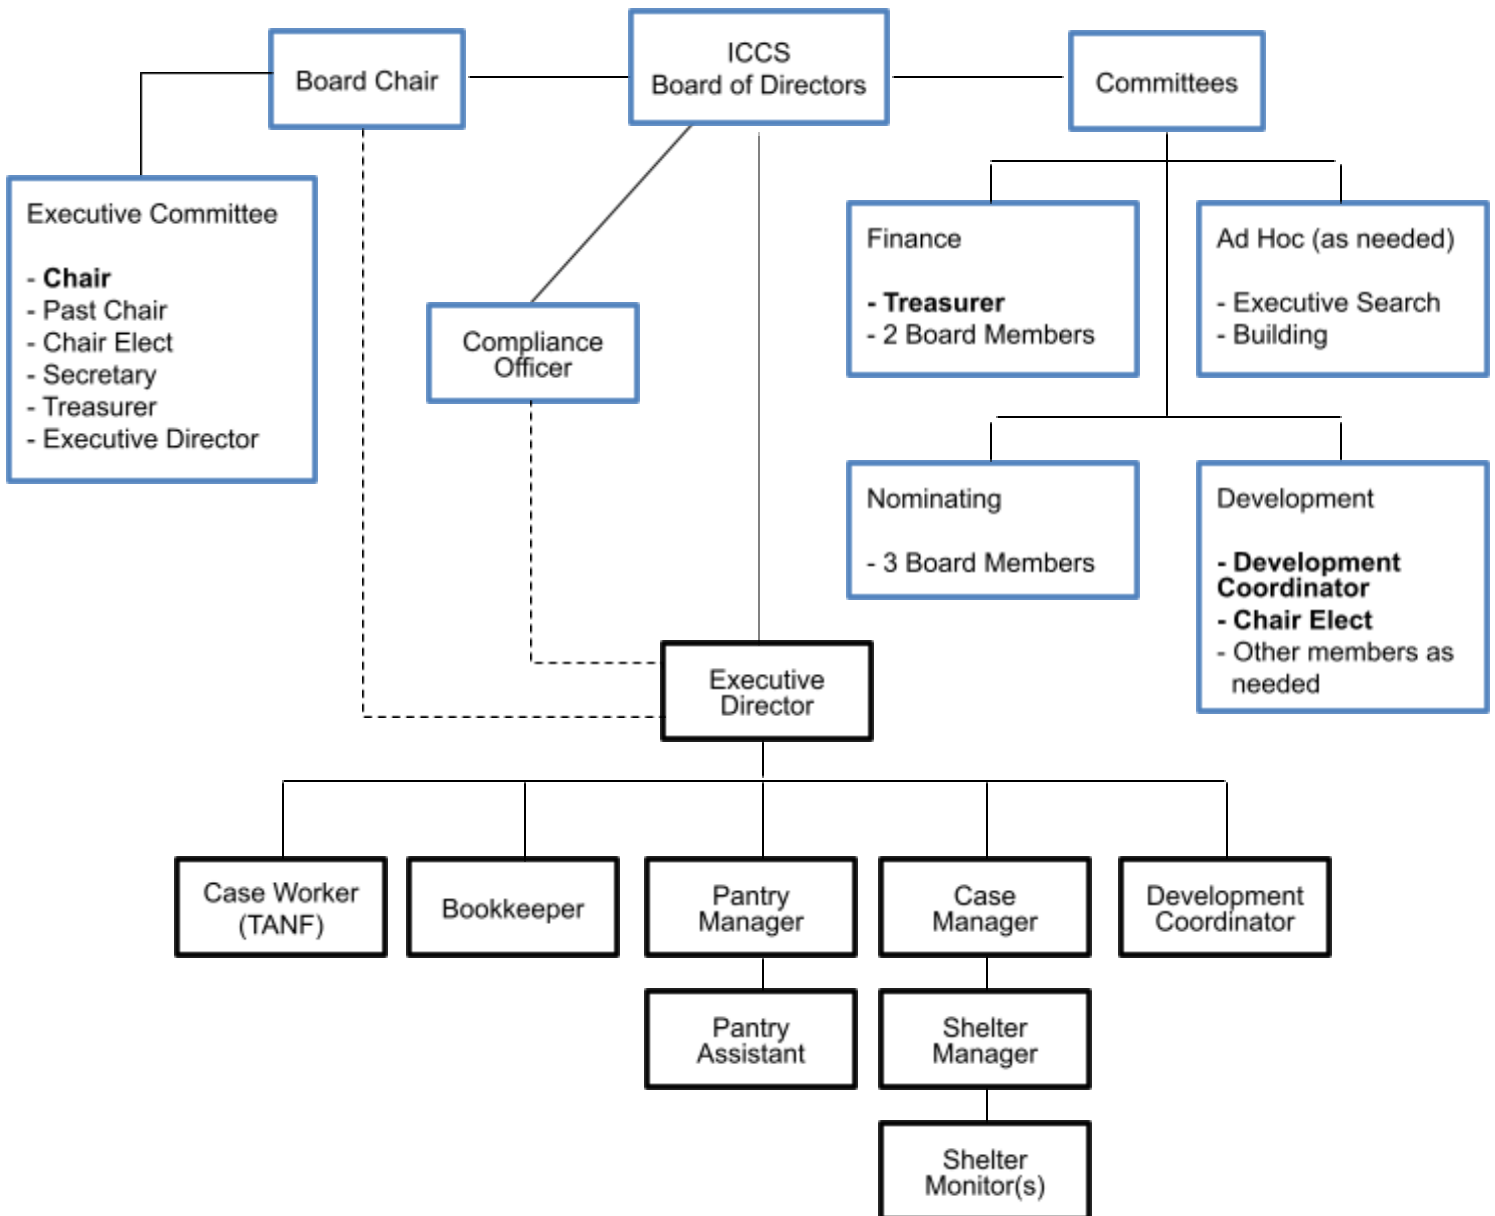 ICCS
Board of Directors
Board Chair
Committees
Executive Committee
- Chair
- Past Chair
- Chair Elect
- Secretary
- Treasurer
- Executive Director
Finance
- Treasurer
- 2 Board Members
Ad Hoc (as needed)
- Executive Search
- Building
Compliance
Officer
Nominating
- 3 Board Members
Development
- Development
Coordinator
- Chair Elect
- Other members as
needed
Executive
Director
Case Worker
(TANF)
Bookkeeper
Pantry
Manager
Case
Manager
Development
Coordinator
Pantry
Assistant
Shelter
Manager
Shelter
Monitor(s)